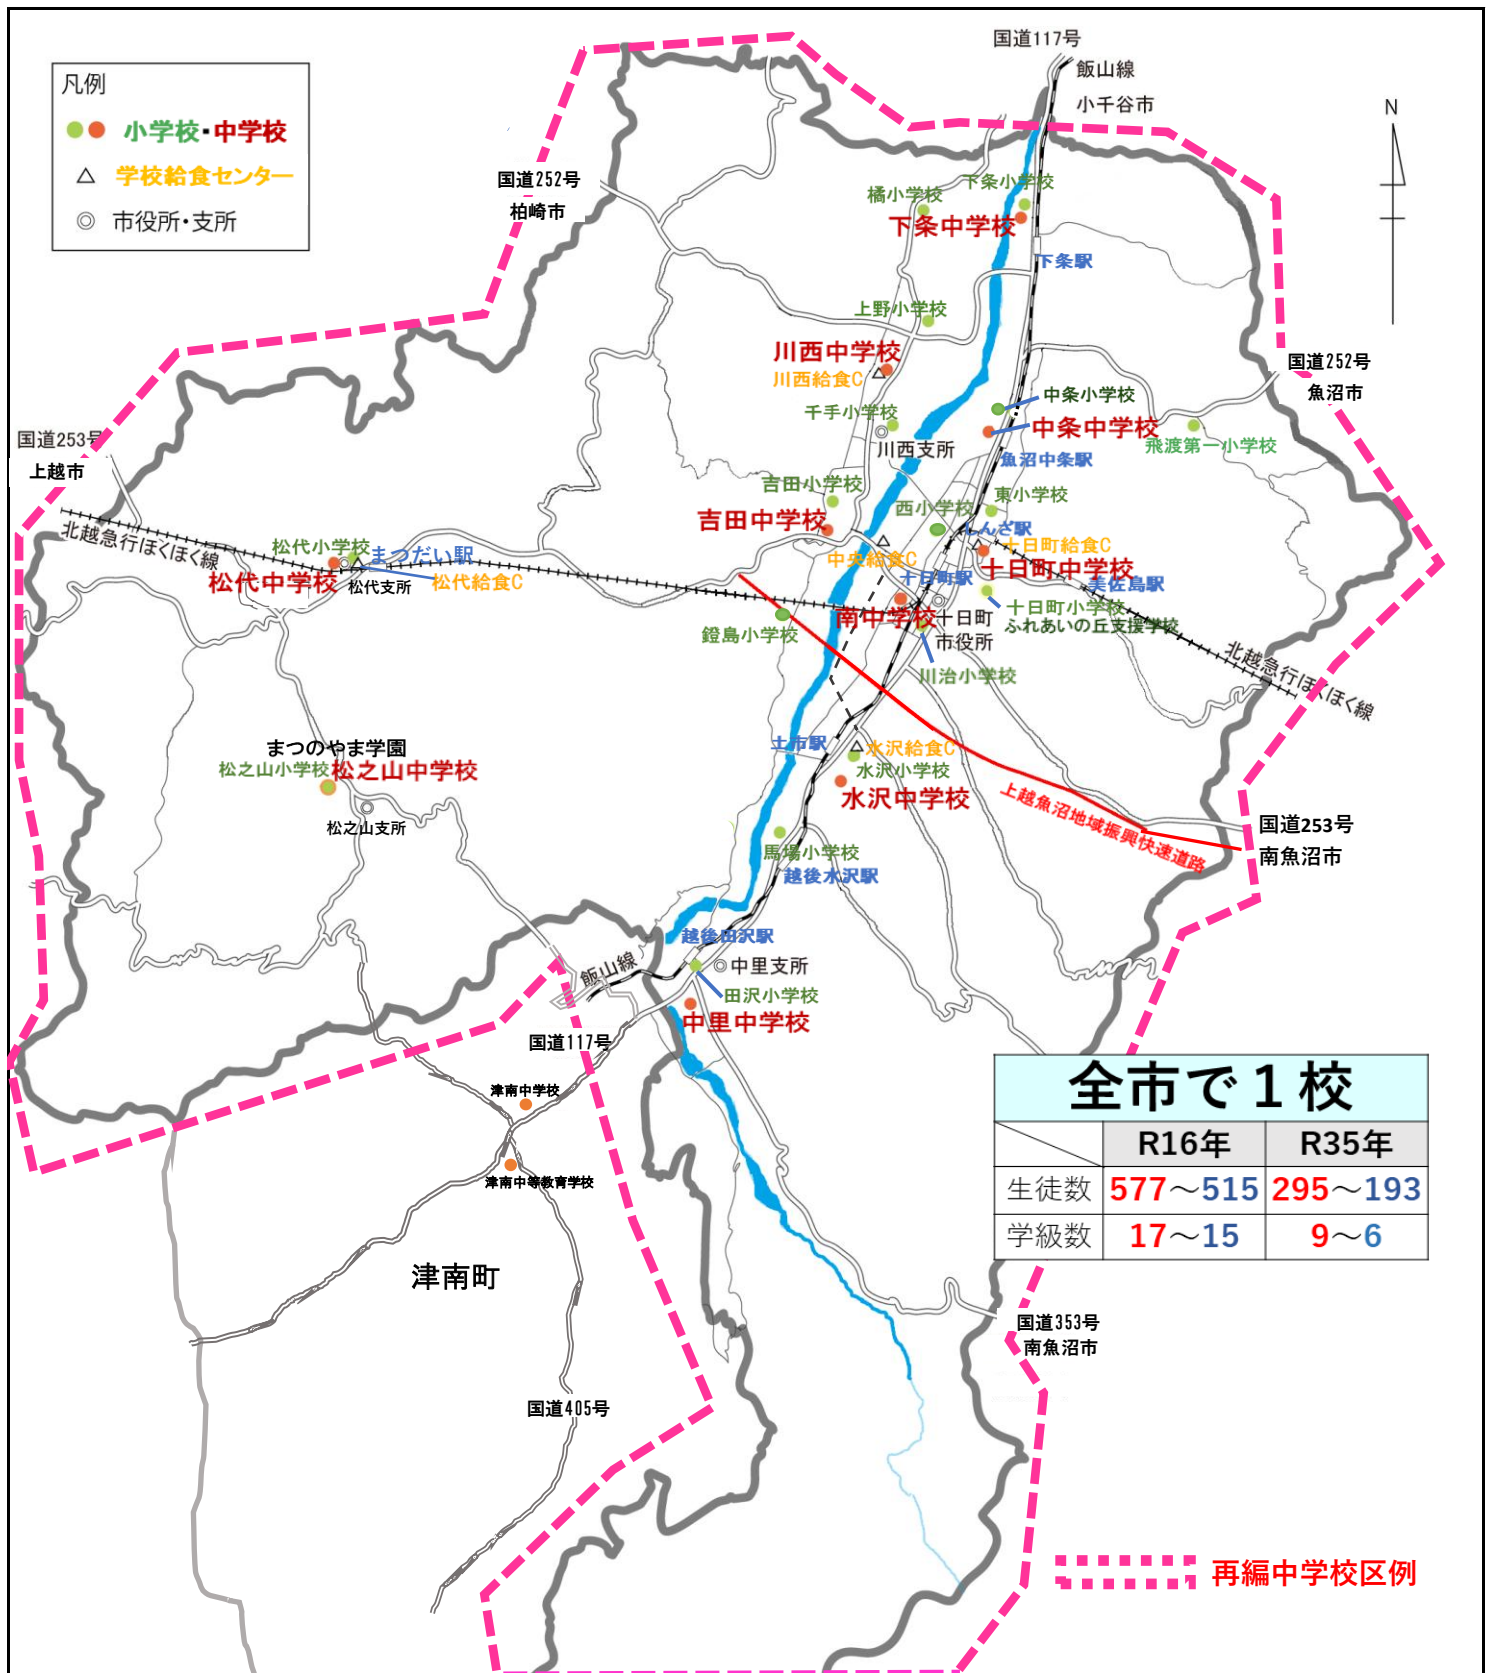 凡例
小学校・中学校
学校給食センター
市役所・支所
国道117号
飯山線
小千谷市
N
国道252号
柏崎市
橘小学校
下条小学校
下条中学校
下条駅
上野小学校
川西中学校
川西給食C
国道252号
魚沼市
中条小学校
千手小学校
中条中学校
川西支所
飛渡第一小学校
魚沼中条駅
国道253号
上越市
吉田小学校
東小学校
西小学校
吉田中学校
しんざ駅
北越急行ほくほく線
松代小学校
まつだい駅
松代中学校
松代支所
松代給食C
中央給食C
十日町給食C
十日町中学校
十日町駅
美佐島駅
南中学校
十日町
市役所
十日町小学校
ふれあいの丘支援学校
鐙島小学校
川治小学校
北越急行ほくほく線
まつのやま学園
松之山小学校
松之山中学校
松之山支所
土市駅
水沢給食C
水沢小学校
水沢中学校
上越魚沼地域振興快速道路
国道253号
南魚沼市
馬場小学校
越後水沢駅
越後田沢駅
飯山線
中里支所
田沢小学校
中里中学校
国道117号
津南中学校
津南中等教育学校
津南町
国道405号
全市で1校
R16年 R35年
生徒数 577～515 295～193
学級数 17～15 9～6
国道353号
南魚沼市
再編中学校区例